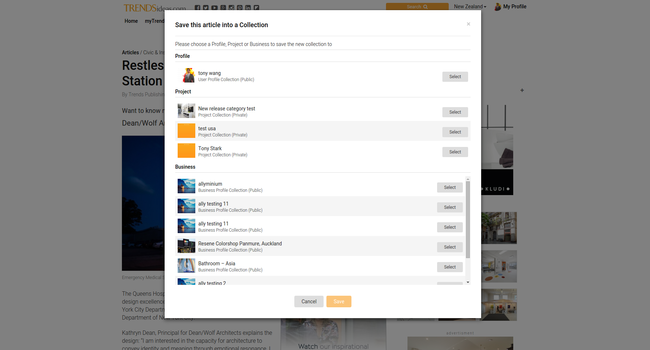 TRENDSideas.com
Search
New Zealand
My Profile
Home myTrend
Save this article into a Collection
×
Please choose a Profile, Project or Business to save the new collection to
Profile
tony wang
User Profile Collection (Public)
Select
Project
New release category test
Project Collection (Private)
Select
test usa
Project Collection (Private)
Select
Tony Stark
Project Collection (Private)
Select
Business
allyminium
Business Profile Collection (Public)
Select
ally testing 11
Business Profile Collection (Public)
Select
ally testing 11
Business Profile Collection (Public)
Select
Resene Colorshop Panmure, Auckland
Business Profile Collection (Public)
Select
Bathroom – Asia
Business Profile Collection (Public)
Select
ally testing 2
Cancel
Save
Articles / Civic &
Restles
Station
By Trends Publish
Want to know
Dean/Wolf A
KLUDI
Emergency Medical
The Queens Hosp
design excellenc
York City Depart
Department of
Kathryn Dean, Principal for Dean/Wolf Architects explains the
design: "I am interested in the capacity for architecture to
Watch our inspirational